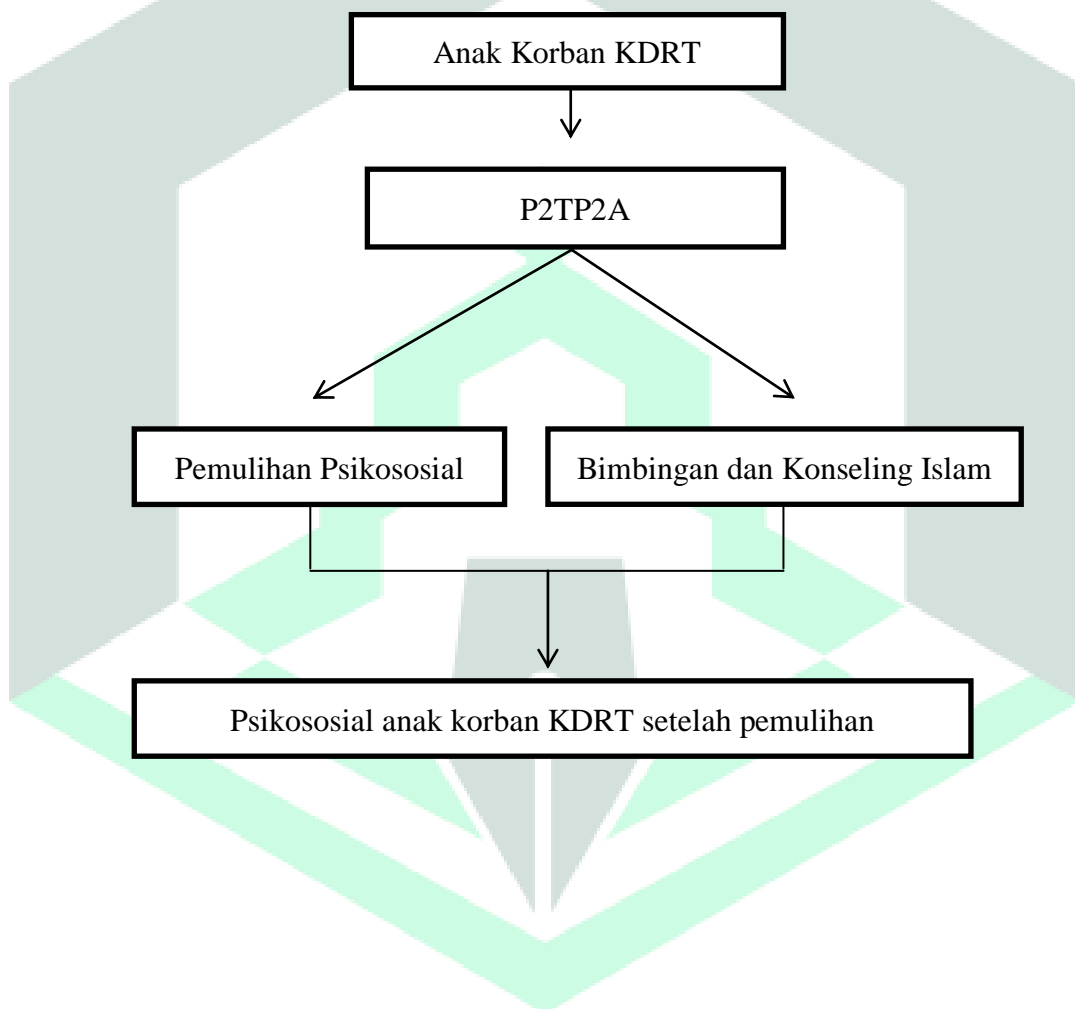 Anak Korban KDRT
P2TP2A
Pemulihan Psikososial
Bimbingan dan Konseling Islam
Psikososial anak korban KDRT setelah pemulihan